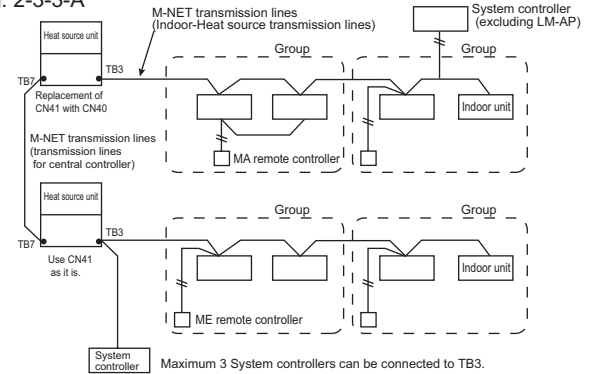 2-3-3-A
M-NET transmission lines
(Indoor-Heat source transmission lines)
System controller
(excluding LM-AP)
Heat source unit
Group
Group
TB3
TB7
Replacement of
CN41 with CN40
Indoor unit
M-NET transmission lines
(transmission lines
for central controller)
MA remote controller
Heat source unit
Group
Group
TB3
TB7
Use CN41
as it is.
Indoor unit
ME remote controller
System
controller
Maximum 3 System controllers can be connected to TB3.